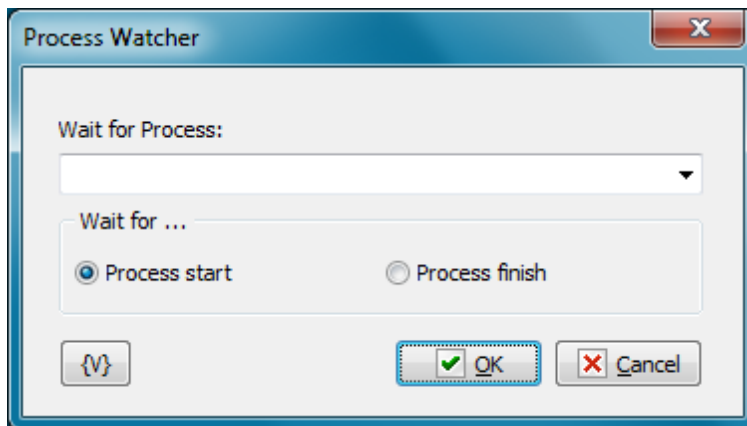 Process Watcher
Wait for Process:
Wait for ...
Process start Process finish
{V} OK Cancel